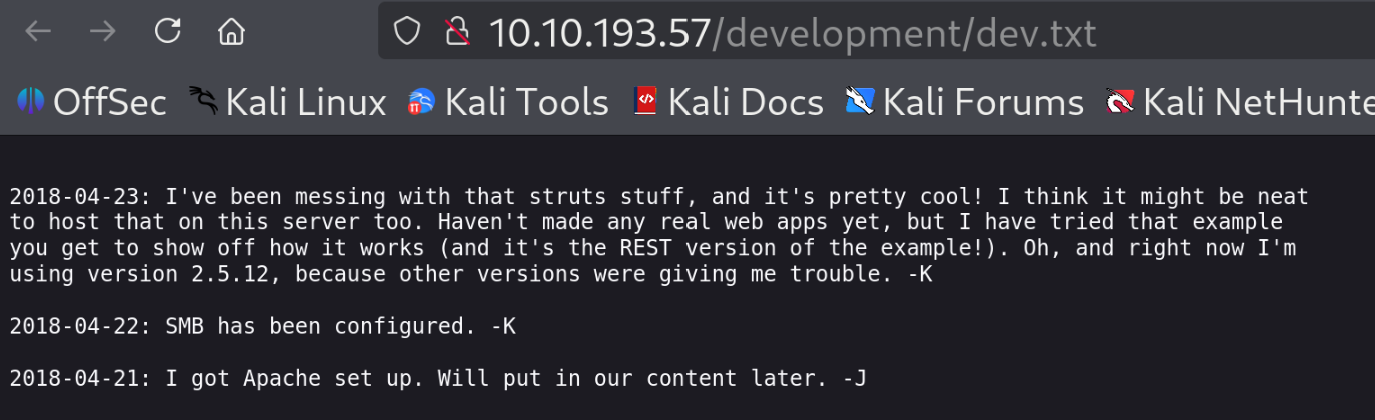 10.10.193.57/development/dev.txt
OffSec Kali Linux Kali Tools Kali Docs Kali Forums Kali NetHunte
2018-04-23: I've been messing with that struts stuff, and it's pretty cool! I think it might be neat
to host that on this server too. Haven't made any real web apps yet, but I have tried that example
you get to show off how it works (and it's the REST version of the example!). Oh, and right now I'm
using version 2.5.12, because other versions were giving me trouble. -K
2018-04-22: SMB has been configured. -K
2018-04-21: I got Apache set up. Will put in our content later. -J